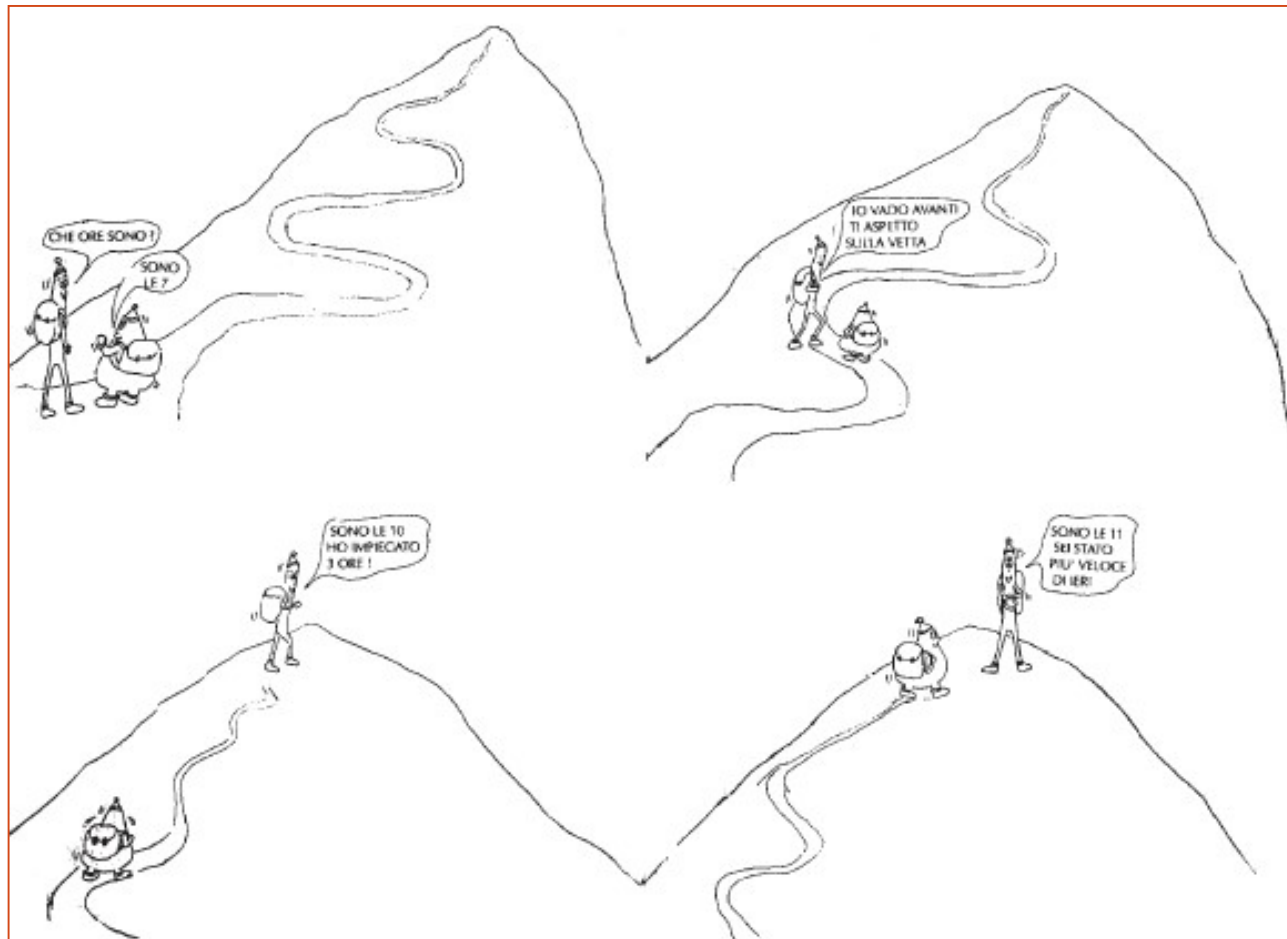 CHE ORE SONO ?
SONO
LE 7
IO VADO AVANTI
TI ASPETTO
SULLA VETTA
SONO LE 10
HO IMPIEGATO
3 ORE !
SONO LE 11
SEI STATO
PIU' VELOCE
DI IERI